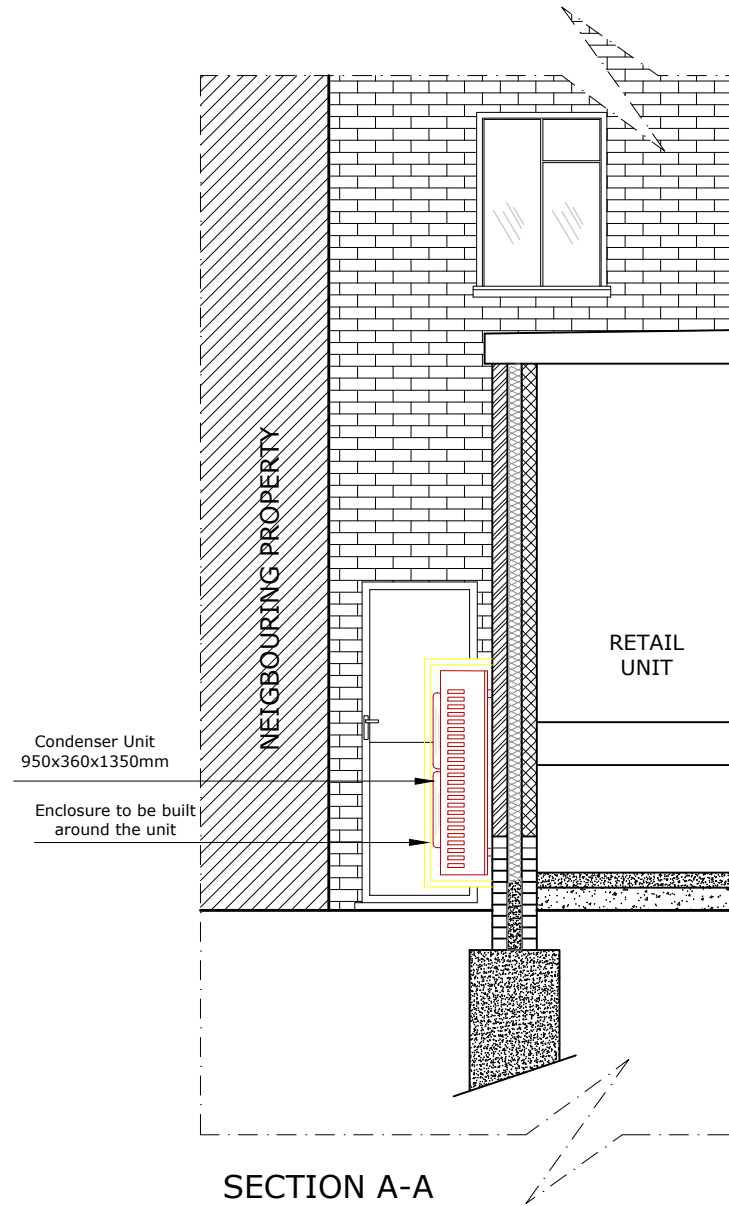 NEIGBOURING PROPERTY
RETAIL
UNIT
Condenser Unit
950x360x1350mm
Enclosure to be built
around the unit
SECTION A-A